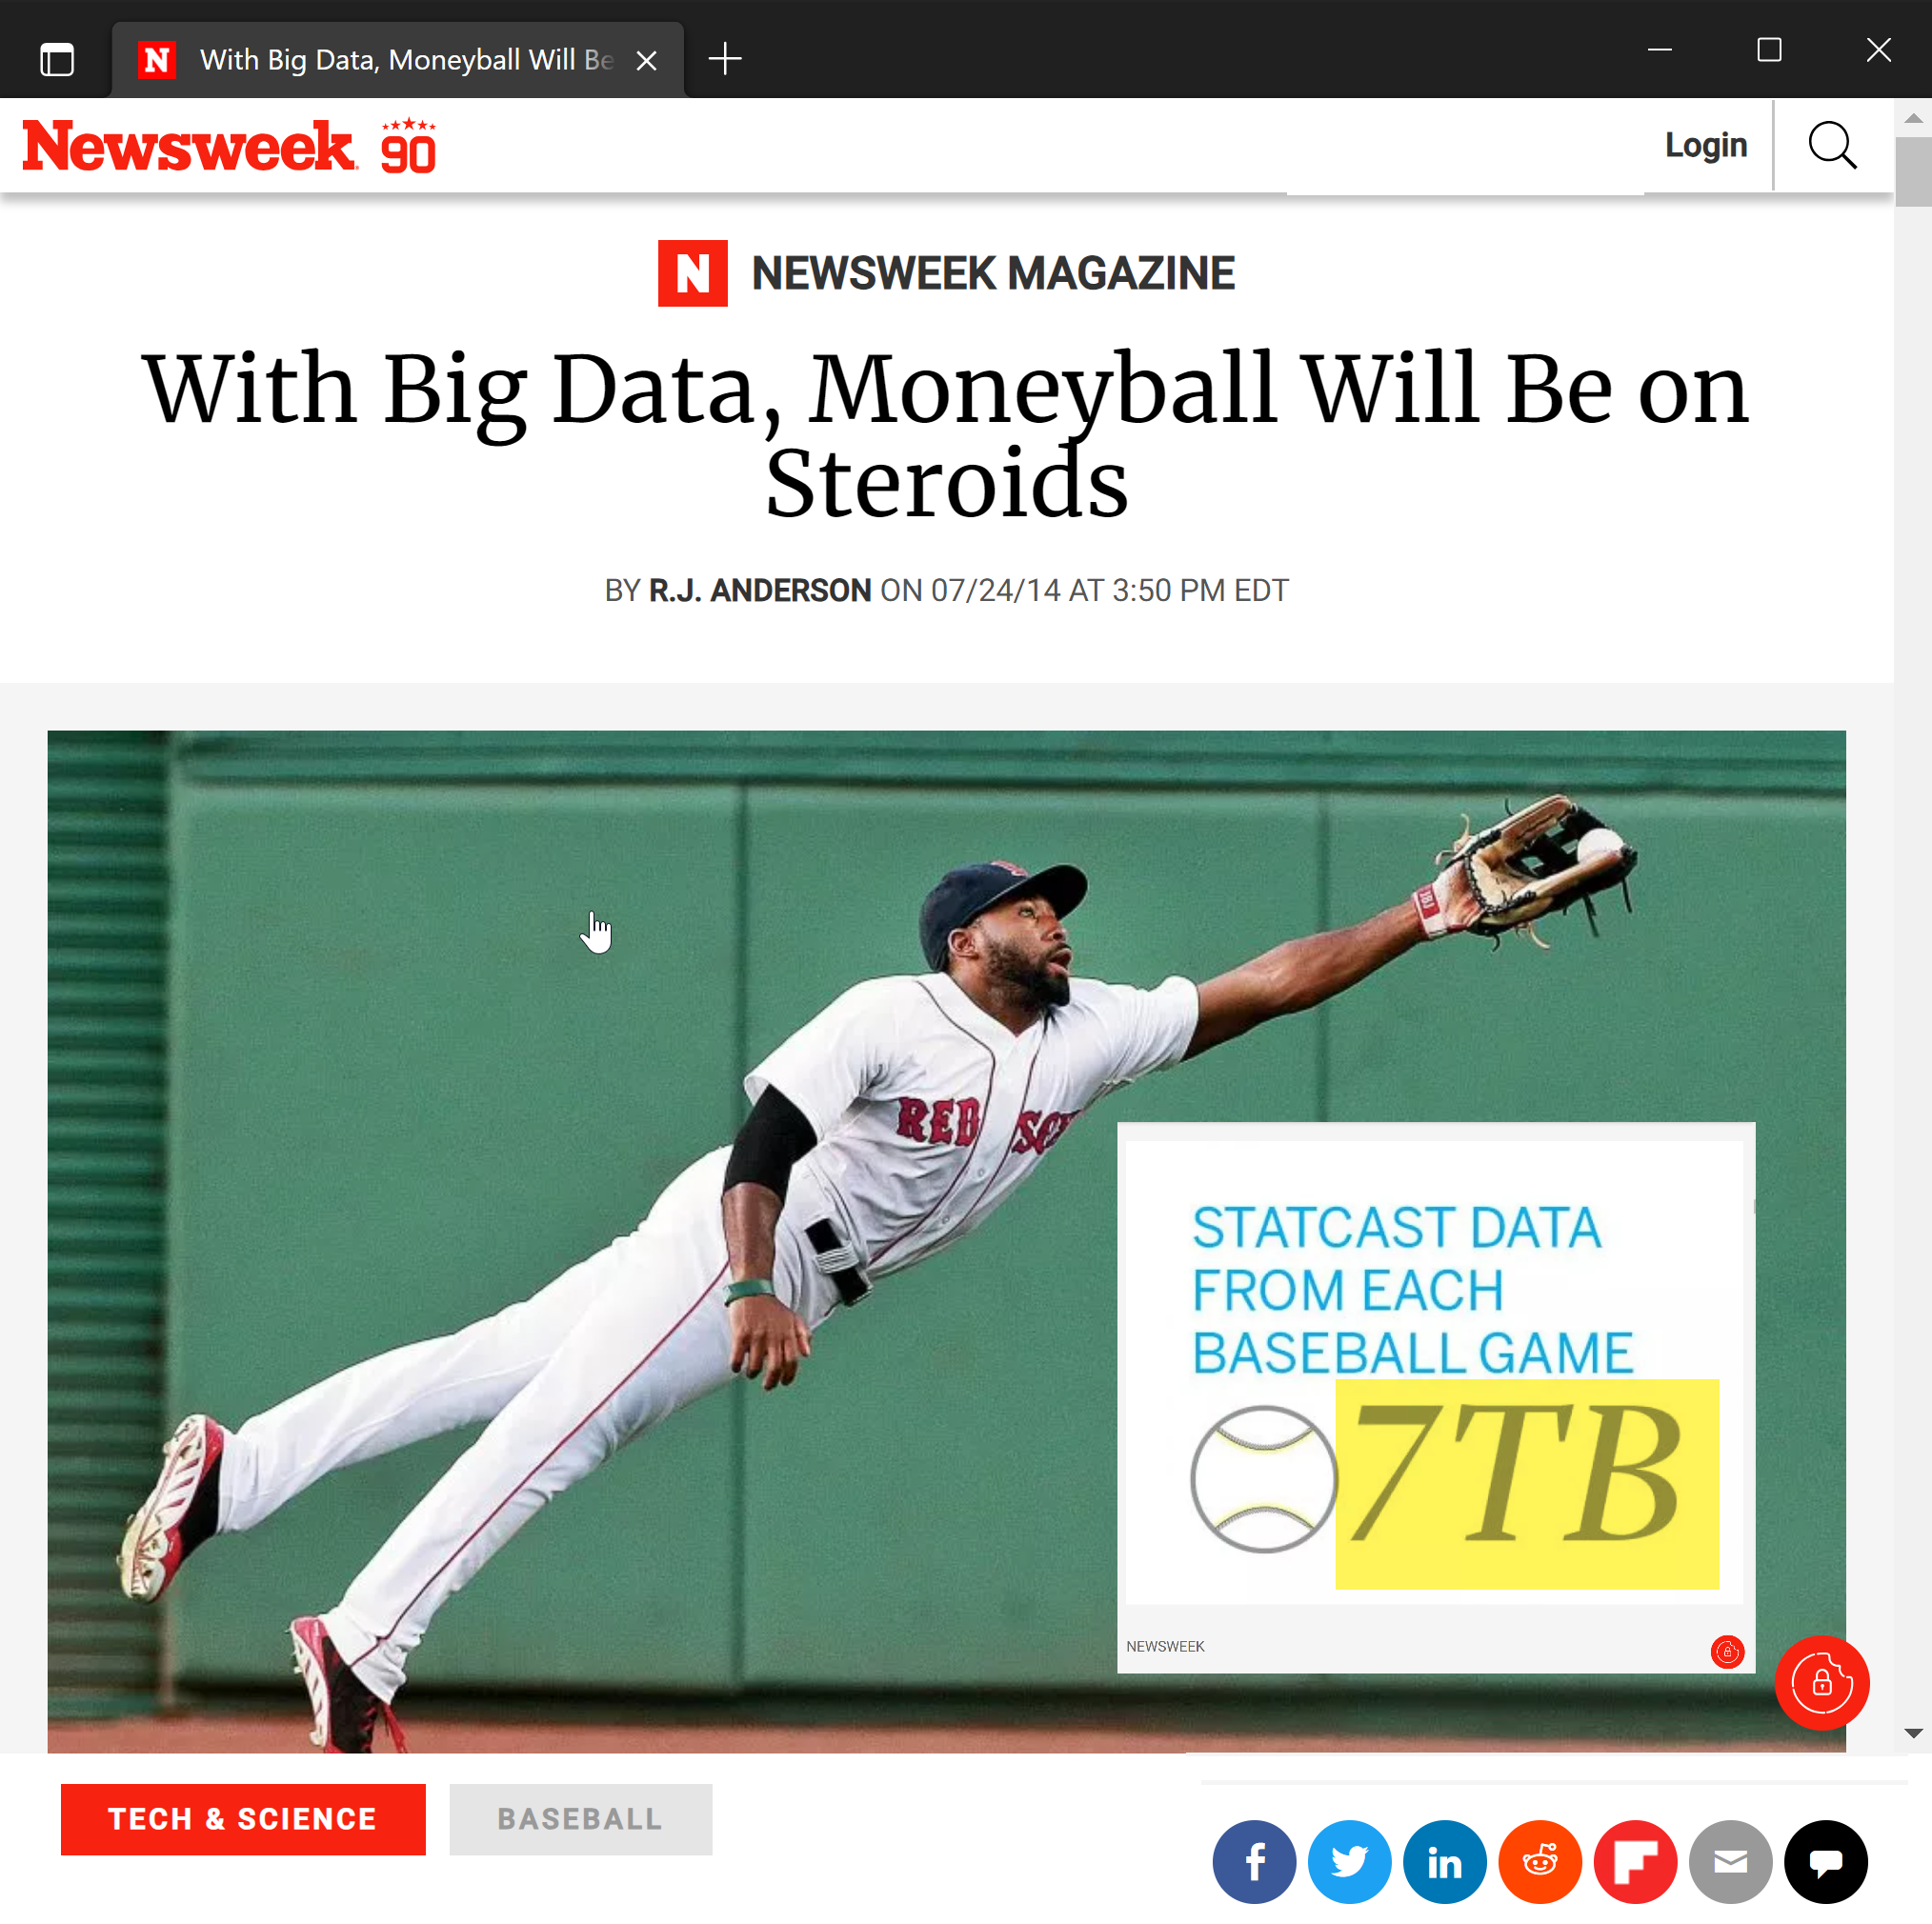 With Big Data, Moneyball Will Be
Newsweek 90
Login
NEWSWEEK MAGAZINE
With Big Data, Moneyball Will Be on
Steroids
BY R.J. ANDERSON ON 07/24/14 AT 3:50 PM EDT
JBJ
RED SOX
STATCAST DATA
FROM EACH
BASEBALL GAME
7TB
NEWSWEEK
TECH & SCIENCE
BASEBALL